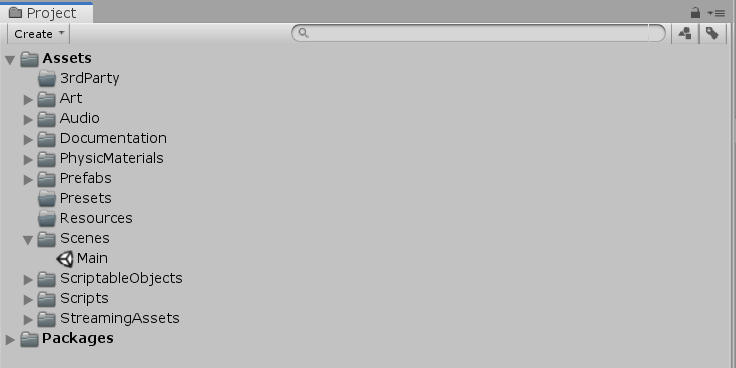 Project
Create
Assets
3rdParty
Art
Audio
Documentation
PhysicMaterials
Prefabs
Presets
Resources
Scenes
Main
ScriptableObjects
Scripts
StreamingAssets
Packages